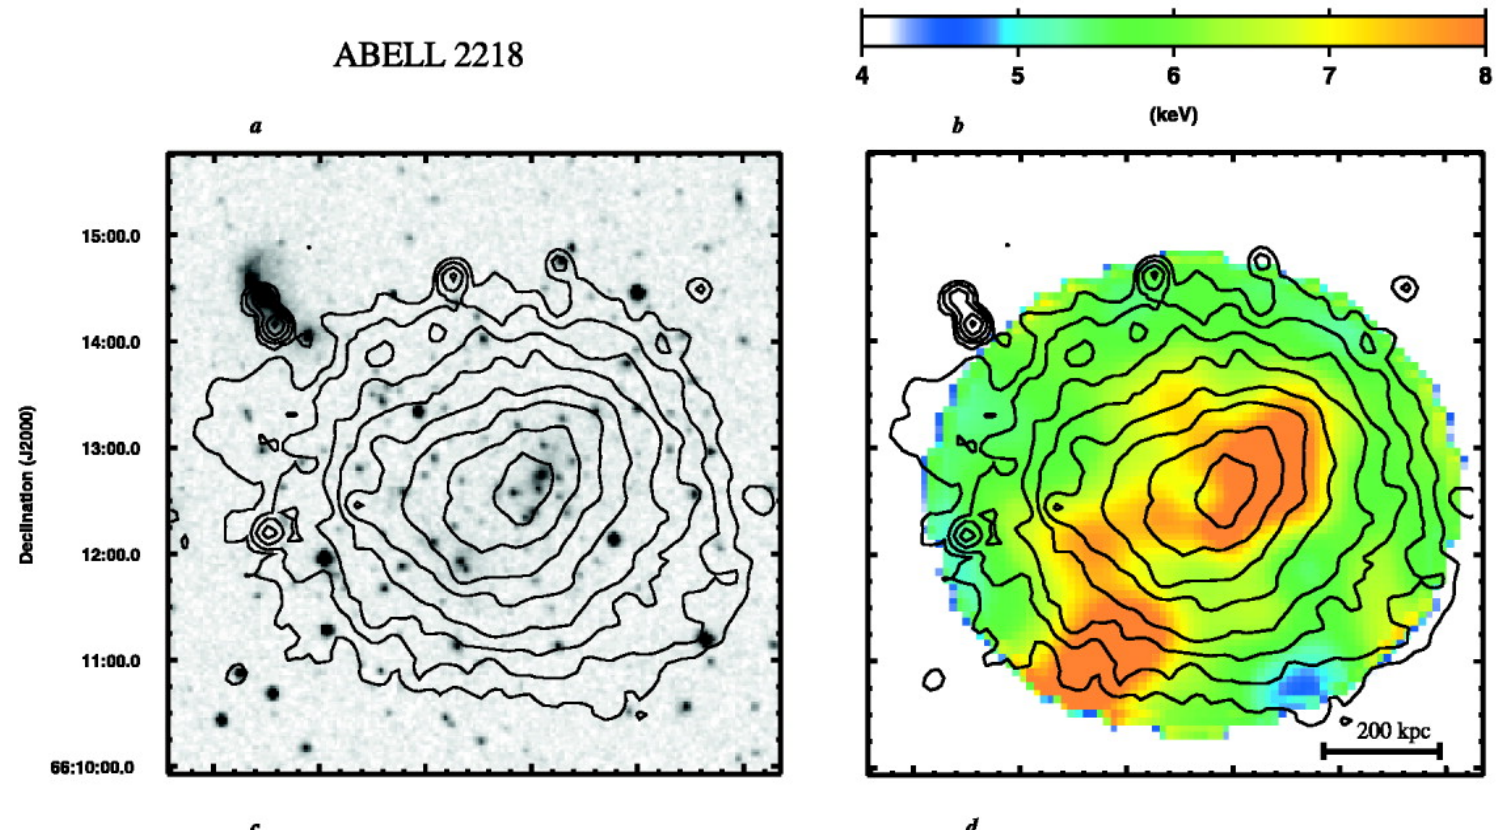 ABELL 2218
4 5 6 7 8
(keV)
a
b
15:00.0
14:00.0
13:00.0
12:00.0
11:00.0
66:10:00.0
Declination (J2000)
200 kpc
c
d